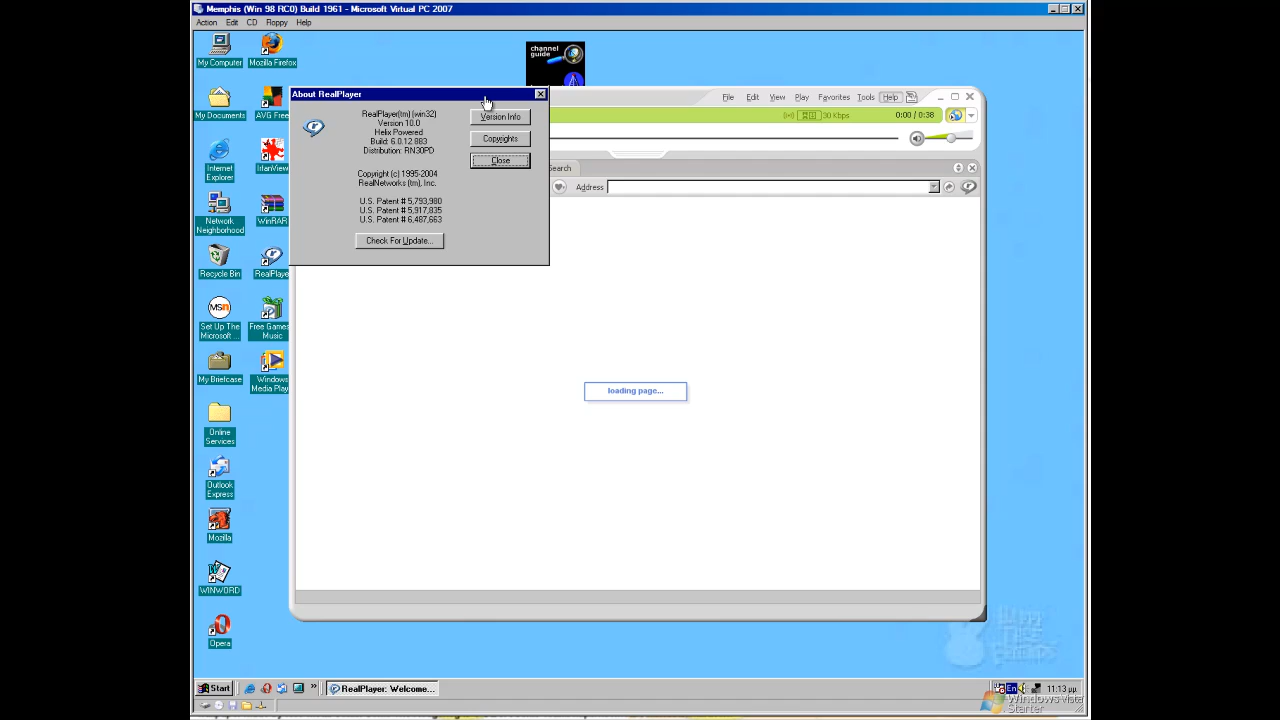 Memphis (Win 98 RC0) Build 1961 - Microsoft Virtual PC 2007
Action Edit CD Floppy Help
My Computer
Mozilla Firefox
channel
guide
My Documents
AVG Free
Internet
Explorer
IrfanView
Network
Neighborhood
WinRAR
Recycle Bin
RealPlaye
MSN
Set Up The
Microsoft ...
Free Games
Music
My Briefcase
Windows
Media Play
Online
Services
Outlook
Express
Mozilla
WINWORD
Opera
About RealPlayer
RealPlayer(tm) (win32)
Version 10.0
Helix Powered
Build: 6.0.12.883
Distribution: RN30PD
Copyright (c) 1995-2004
RealNetworks (tm), Inc.
U.S. Patent # 5,793,980
U.S. Patent # 5,917,835
U.S. Patent # 6,487,663
Version Info
Copyrights
Close
Check For Update...
File Edit View Play Favorites Tools Help
30 Kbps 0:00 / 0:38
Search
Address
loading page...
Start
RealPlayer: Welcome...
En
11:13 μμ
Windows
Starter